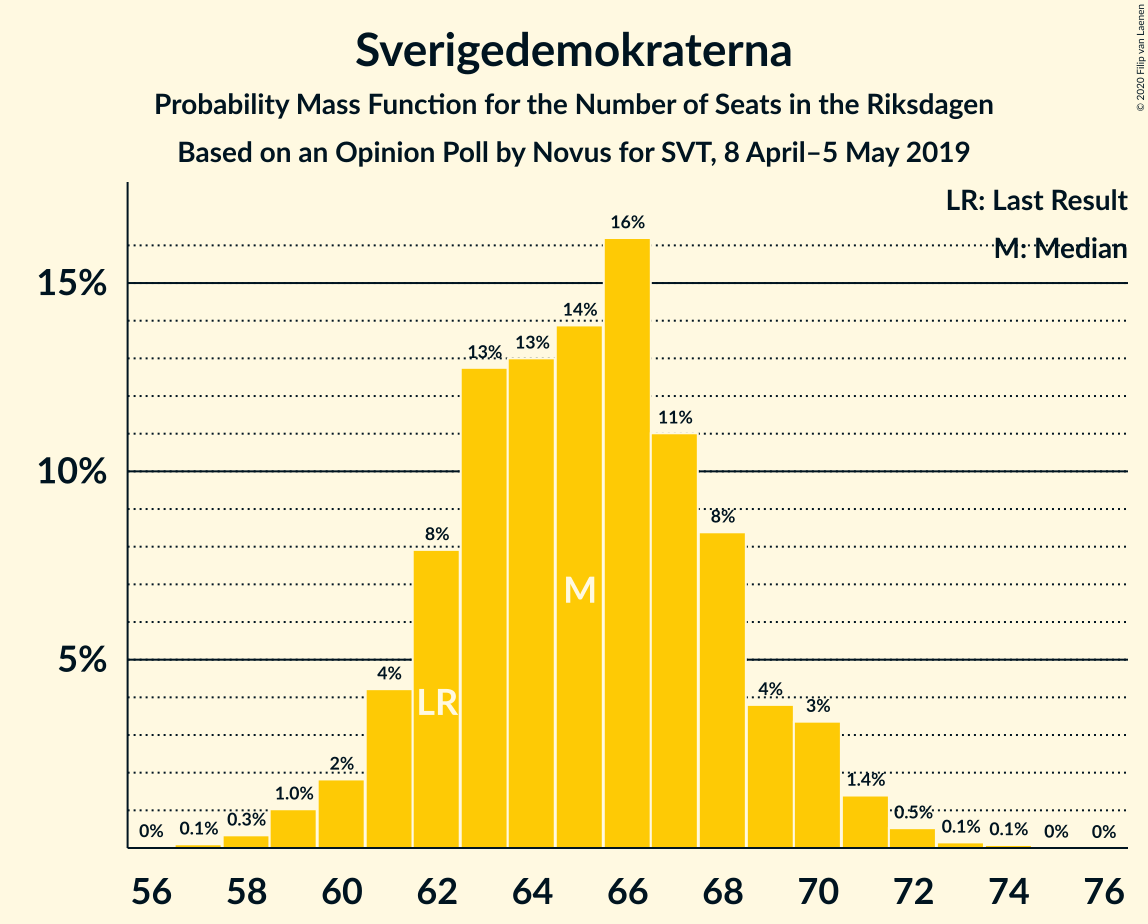 Sverigedemokraterna
Probability Mass Function for the Number of Seats in the Riksdagen
Based on an Opinion Poll by Novus for SVT, 8 April–5 May 2019
© 2020 Filip van Laenen
LR: Last Result
M: Median
15%
10%
5%
0%
0.1%
0.3%
1.0%
2%
4%
8%
13%
13%
14%
16%
11%
8%
4%
3%
1.4%
0.5%
0.1%
0.1%
0%
0%
LR
M
56 58 60 62 64 66 68 70 72 74 76